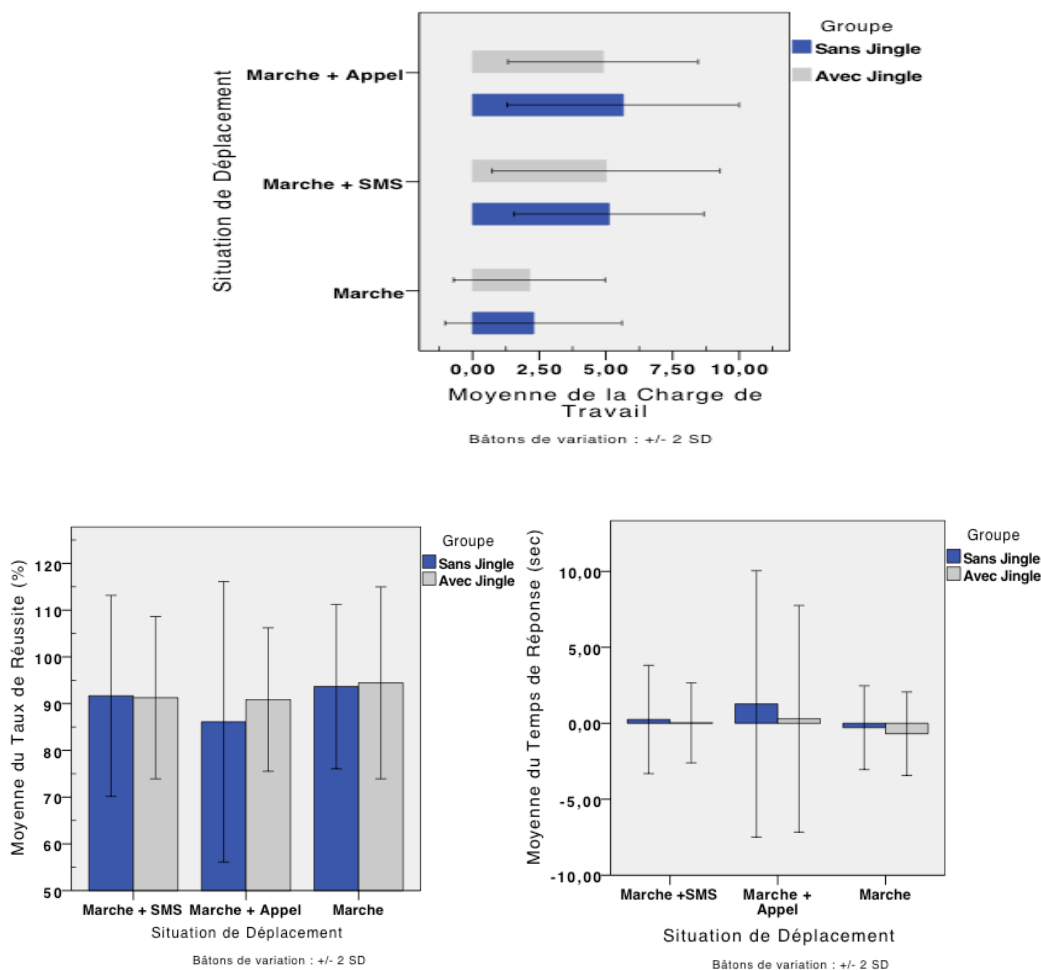 Groupe
Sans Jingle
Avec Jingle
Situation de Déplacement
Marche + Appel
Marche + SMS
Marche
0,00 2,50 5,00 7,50 10,00
Moyenne de la Charge de
Travail
Bâtons de variation : +/- 2 SD
Moyenne du Taux de Réussite (%)
120
110
100
90
80
70
60
50
Groupe
Sans Jingle
Avec Jingle
Marche + SMS Marche + Appel Marche
Situation de Déplacement
Bâtons de variation : +/- 2 SD
Moyenne du Temps de Réponse (sec)
10,00
5,00
0,00
-5,00
-10,00
Groupe
Sans Jingle
Avec Jingle
Marche +SMS Marche + Marche
Appel
Situation de Déplacement
Bâtons de variation : +/- 2 SD